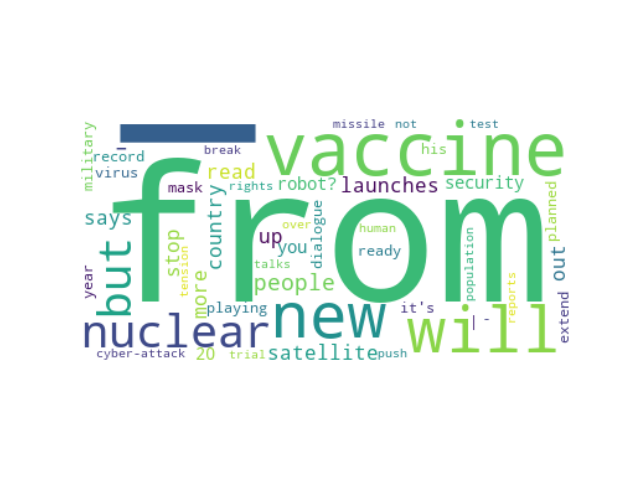 missile not test
— vaccine
break his
military record
virus mask read rights robot? launches security
from
says but country stop tension more
up you over dialogue human ready
talks people population planned
year playing it's reports out extend
nuclear new will
| -
cyber-attack 20 trial satellite push
_